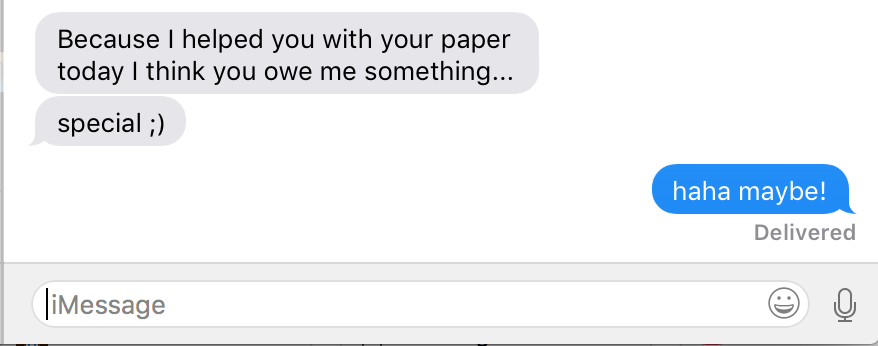 Because I helped you with your paper
today I think you owe me something...
special ;)
haha maybe!
Delivered
iMessage